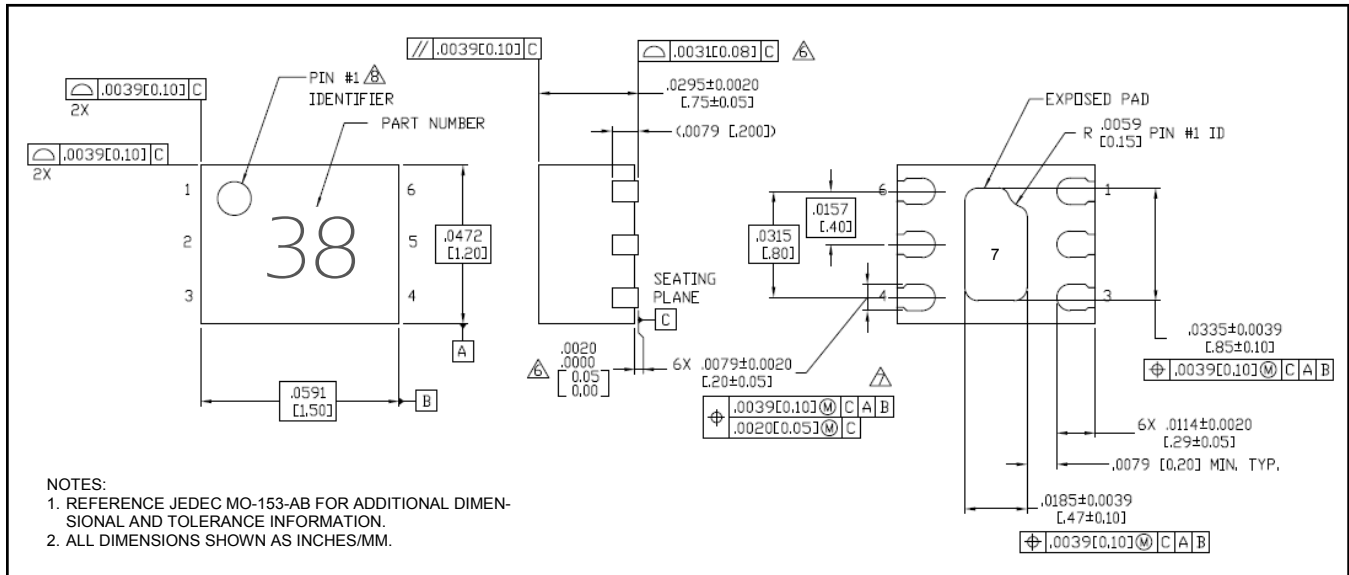 // .0039[0.10] C
⌓ .0031[0.08] C 6
⌓ .0039[0.10] C
2X
PIN #1 8
IDENTIFIER
PART NUMBER
.0295±0.0020
[.75±0.05]
(.0079 [.200])
EXPOSED PAD
R .0059
[0.15]
PIN #1 ID
⌓ .0039[0.10] C
2X
1
2
3
38
6
5
4
.0472
[1.20]
A
.0591
[1.50]
B
SEATING
PLANE
C
6
.0020
.0000
[0.05
0.00]
6X .0079±0.0020
[.20±0.05]
7
⌖ .0039[0.10]Ⓜ C A B
.0020[0.05]Ⓜ C
6
4
.0315
[.80]
.0157
[.40]
7
1
3
.0335±0.0039
[.85±0.10]
⌖ .0039[0.10]Ⓜ C A B
6X .0114±0.0020
[.29±0.05]
.0079 [0.20] MIN. TYP.
.0185±0.0039
[.47±0.10]
⌖ .0039[0.10]Ⓜ C A B
NOTES:
1. REFERENCE JEDEC MO-153-AB FOR ADDITIONAL DIMEN-
SIONAL AND TOLERANCE INFORMATION.
2. ALL DIMENSIONS SHOWN AS INCHES/MM.